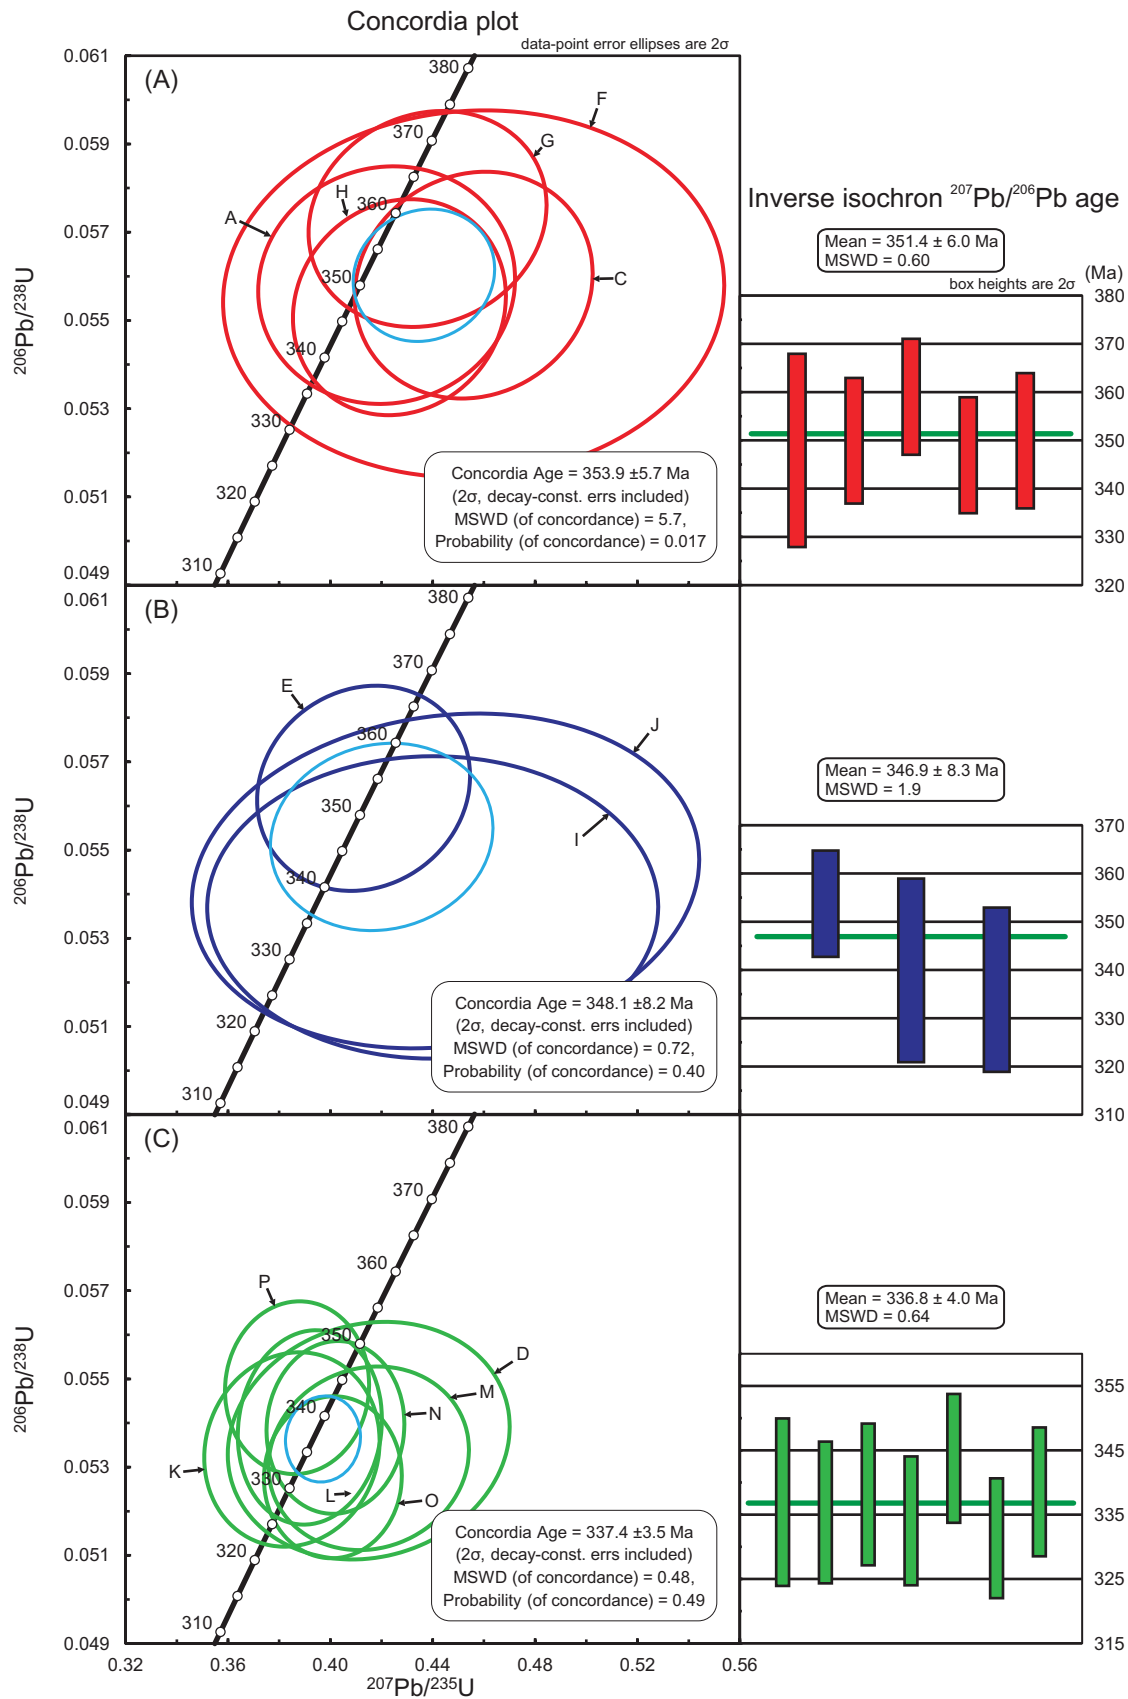 Concordia plot
data-point error ellipses are 2σ
(A)
0.061
0.059
0.057
0.055
0.053
0.051
0.049
206Pb/238U
380
370
360
350
340
330
320
310
F
G
H
A
C
Concordia Age = 353.9 ±5.7 Ma
(2σ, decay-const. errs included)
MSWD (of concordance) = 5.7,
Probability (of concordance) = 0.017
Inverse isochron 207Pb/206Pb age
Mean = 351.4 ± 6.0 Ma
MSWD = 0.60
(Ma)
box heights are 2σ
380
370
360
350
340
330
320
(B)
0.061
0.059
0.057
0.055
0.053
0.051
0.049
206Pb/238U
380
370
360
350
340
330
320
310
E
J
I
Concordia Age = 348.1 ±8.2 Ma
(2σ, decay-const. errs included)
MSWD (of concordance) = 0.72,
Probability (of concordance) = 0.40
Mean = 346.9 ± 8.3 Ma
MSWD = 1.9
370
360
350
340
330
320
310
(C)
0.061
0.059
0.057
0.055
0.053
0.051
0.049
206Pb/238U
380
370
360
350
340
330
320
310
P
D
M
N
K
L
O
Concordia Age = 337.4 ±3.5 Ma
(2σ, decay-const. errs included)
MSWD (of concordance) = 0.48,
Probability (of concordance) = 0.49
Mean = 336.8 ± 4.0 Ma
MSWD = 0.64
355
345
335
325
315
0.32 0.36 0.40 0.44 0.48 0.52 0.56
207Pb/235U